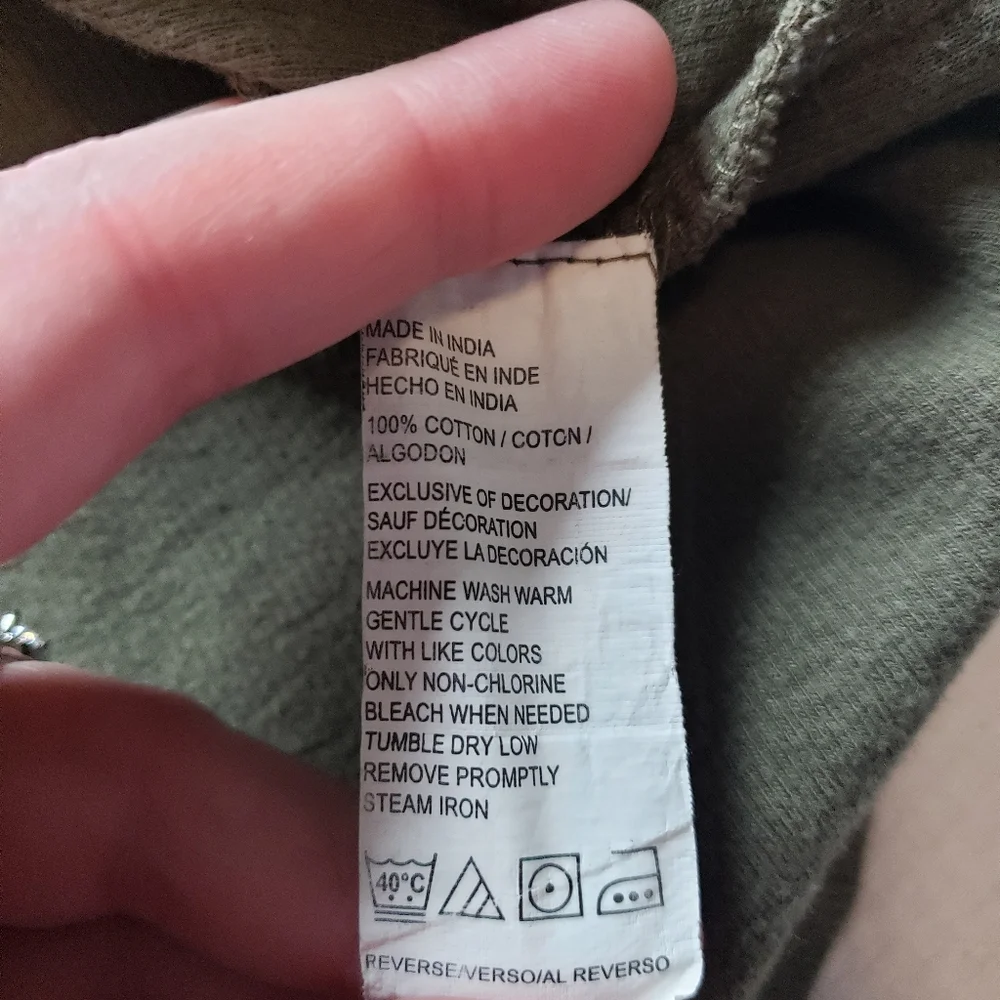 MADE IN INDIA
FABRIQUÉ EN INDE
HECHO EN INDIA
100% COTTON / COTCN /
ALGODON
EXCLUSIVE OF DECORATION/
SAUF DÉCORATION
EXCLUYE LA DECORACIÓN
MACHINE WASH WARM
GENTLE CYCLE
WITH LIKE COLORS
ONLY NON-CHLORINE
BLEACH WHEN NEEDED
TUMBLE DRY LOW
REMOVE PROMPTLY
STEAM IRON
40°C
REVERSE/VERSO/AL REVERSO